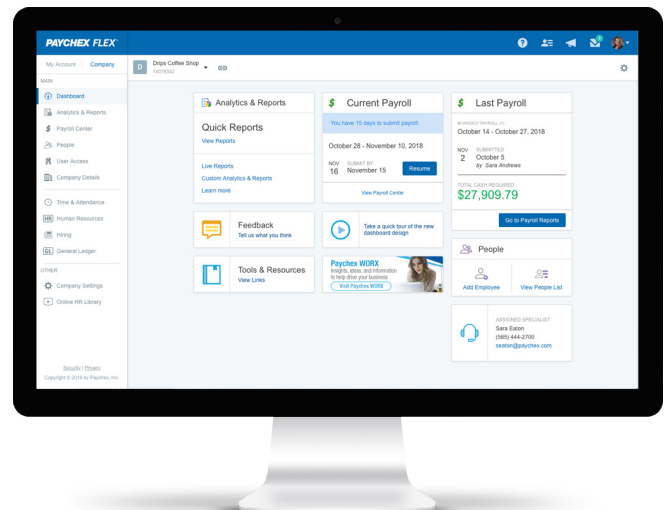 PAYCHEX FLEX
My Account | Company
D Drips Coffee Shop
14078042
MAIN
Dashboard
Analytics & Reports
$ Payroll Center
People
User Access
Company Details
Time & Attendance
HR Human Resources
Hiring
GL General Ledger
OTHER
Company Settings
Online HR Library
Security | Privacy
Copyright © 2018 by Paychex, Inc.
Analytics & Reports
Quick Reports
View Reports
Live Reports
Custom Analytics & Reports
Learn more
Feedback
Tell us what you think
Tools & Resources
View Links
$ Current Payroll
You have 15 days to submit payroll.
October 28 - November 10, 2018
NOV
16
SUBMIT BY
November 15
Resume
View Payroll Center
Take a quick tour of the new
dashboard design
Paychex WORX
Insights, ideas, and information
to help drive your business
Visit Paychex WORX
$ Last Payroll
BI-WEEKLY PAYROLL (1)
October 14 - October 27, 2018
NOV
2
SUBMITTED
October 5
by Sara Andrews
TOTAL CASH REQUIRED
$27,909.79
Go to Payroll Reports
People
Add Employee
View People List
ASSIGNED SPECIALIST
Sara Eaton
(585) 444-2700
seaton@paychex.com